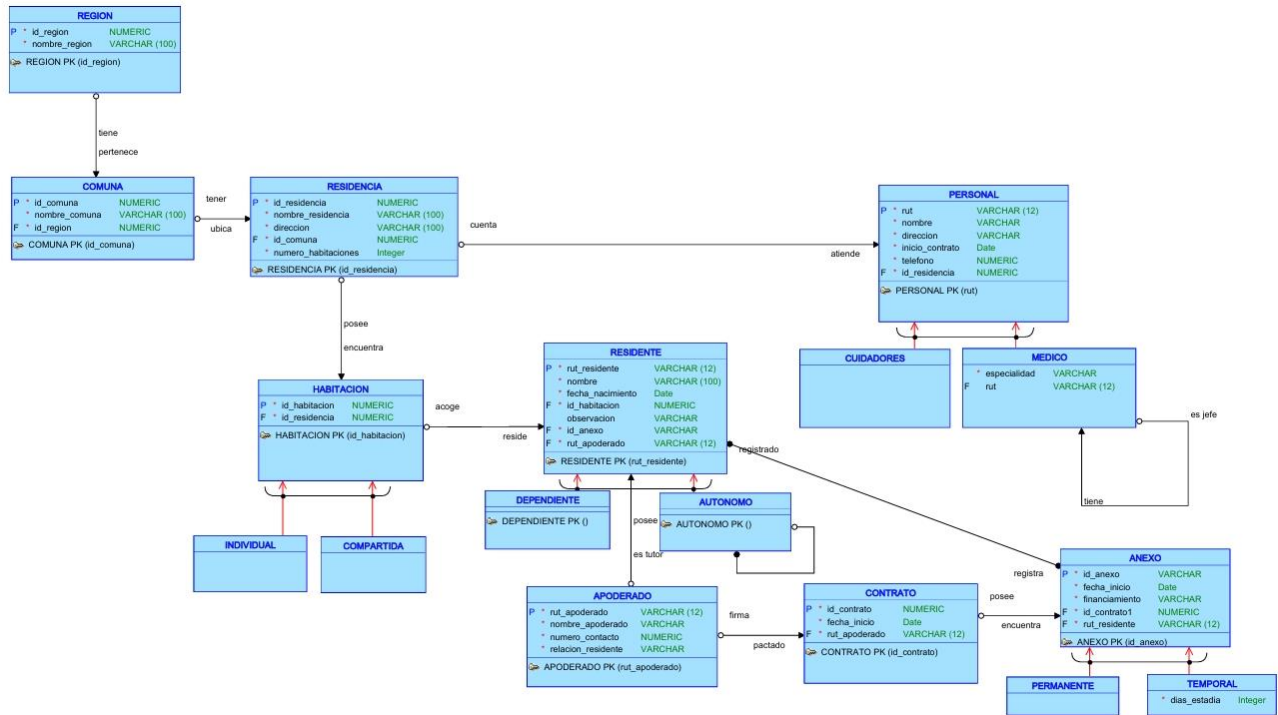 REGION
P * id_region NUMERIC
* nombre_region VARCHAR (100)
REGION PK (id_region)
tiene
pertenece
COMUNA
P * id_comuna NUMERIC
* nombre_comuna VARCHAR (100)
F * id_region NUMERIC
COMUNA PK (id_comuna)
tener
ubica
RESIDENCIA
P * id_residencia NUMERIC
* nombre_residencia VARCHAR (100)
* direccion VARCHAR (100)
F * id_comuna NUMERIC
* numero_habitaciones Integer
RESIDENCIA PK (id_residencia)
cuenta
atiende
PERSONAL
P * rut VARCHAR (12)
* nombre VARCHAR
* direccion VARCHAR
* inicio_contrato Date
* telefono NUMERIC
F * id_residencia NUMERIC
PERSONAL PK (rut)
posee
encuentra
CUIDADORES
MEDICO
* especialidad VARCHAR
F rut VARCHAR (12)
es jefe
tiene
HABITACION
P * id_habitacion NUMERIC
F * id_residencia NUMERIC
HABITACION PK (id_habitacion)
acoge
reside
RESIDENTE
P * rut_residente VARCHAR (12)
* nombre VARCHAR (100)
* fecha_nacimiento Date
F * id_habitacion NUMERIC
observacion VARCHAR
F * id_anexo VARCHAR
F * rut_apoderado VARCHAR (12)
RESIDENTE PK (rut_residente)
registrado
registra
INDIVIDUAL
COMPARTIDA
DEPENDIENTE
DEPENDIENTE PK ()
AUTONOMO
AUTONOMO PK ()
posee
es tutor
APODERADO
P * rut_apoderado VARCHAR (12)
* nombre_apoderado VARCHAR
* numero_contacto NUMERIC
* relacion_residente VARCHAR
APODERADO PK (rut_apoderado)
firma
pactado
CONTRATO
P * id_contrato NUMERIC
* fecha_inicio Date
F * rut_apoderado VARCHAR (12)
CONTRATO PK (id_contrato)
posee
encuentra
ANEXO
P * id_anexo VARCHAR
* fecha_inicio Date
* financiamiento VARCHAR
F * id_contrato1 NUMERIC
F * rut_residente VARCHAR (12)
ANEXO PK (id_anexo)
PERMANENTE
TEMPORAL
* dias_estadia Integer